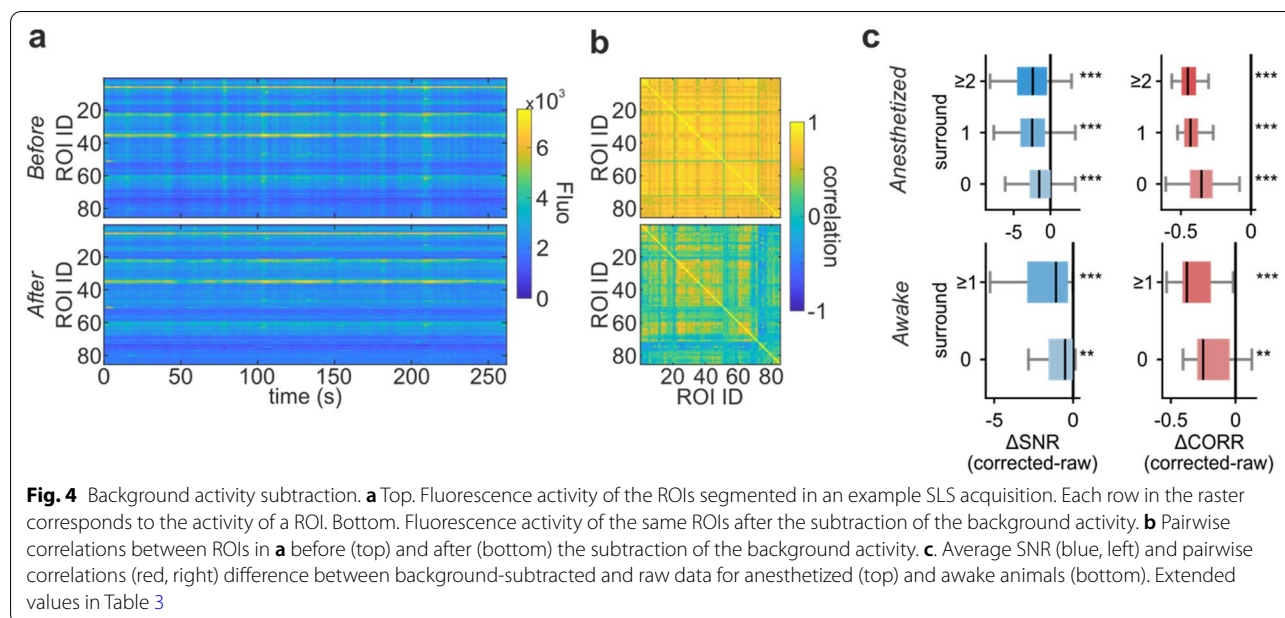 a
b
c
Before
ROI ID
20
40
60
80
After
ROI ID
20
40
60
80
0
50
100
150
200
250
time (s)
×10³
8
6
4
2
0
Fluo
ROI ID
20
40
60
80
ROI ID
20
40
60
80
20 40 60 80
ROI ID
1
0
-1
correlation
Anesthetized
surround
≥2
1
0
***
***
***
-5
0
***
***
***
-0.5
0
Awake
surround
≥1
0
***
**
-5
0
ΔSNR
(corrected-raw)
***
**
-0.5
0
ΔCORR
(corrected-raw)
Fig. 4 Background activity subtraction. a Top. Fluorescence activity of the ROIs segmented in an example SLS acquisition. Each row in the raster
corresponds to the activity of a ROI. Bottom. Fluorescence activity of the same ROIs after the subtraction of the background activity. b Pairwise
correlations between ROIs in a before (top) and after (bottom) the subtraction of the background activity. c. Average SNR (blue, left) and pairwise
correlations (red, right) difference between background-subtracted and raw data for anesthetized (top) and awake animals (bottom). Extended
values in Table 3